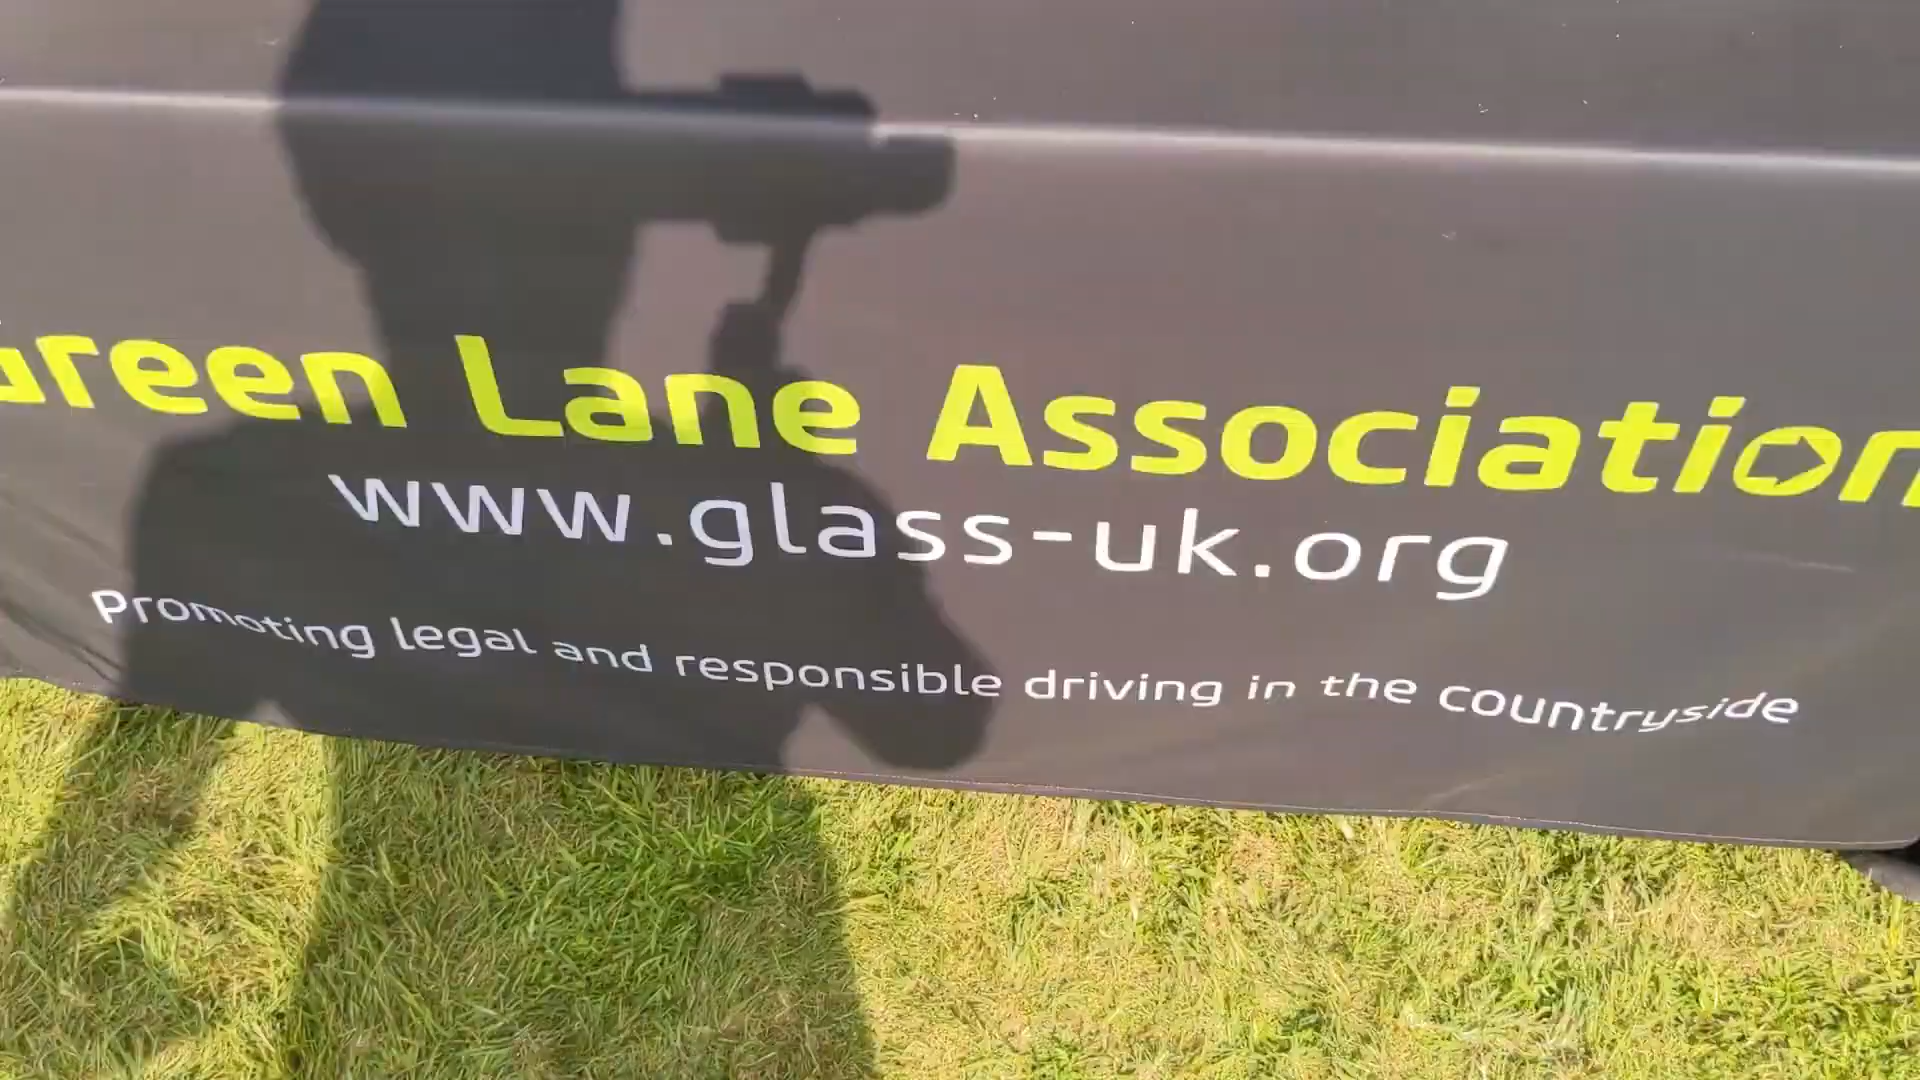 Green Lane Association
www.glass-uk.org
Promoting legal and responsible driving in the countryside